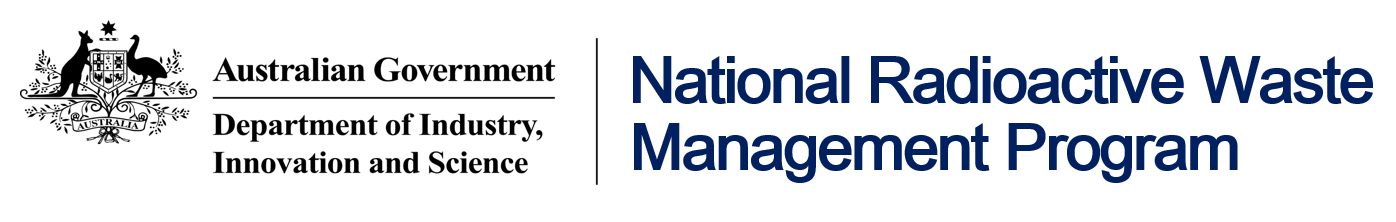 AUSTRALIA
Australian Government
Department of Industry,
Innovation and Science
National Radioactive Waste
Management Program